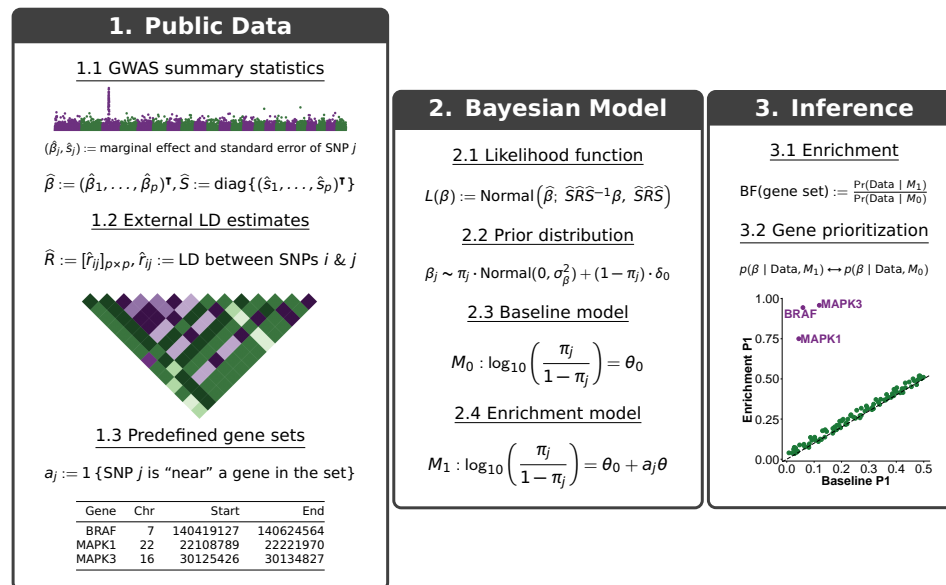 1. Public Data
1.1 GWAS summary statistics
(β̂ⱼ, ŝⱼ) := marginal effect and standard error of SNP j
β̂ := (β̂₁, . . . , β̂ₚ)ᵀ, Ŝ := diag{(ŝ₁, . . . , ŝₚ)ᵀ}
1.2 External LD estimates
R̂ := [r̂ᵢⱼ]ₚₓₚ, r̂ᵢⱼ := LD between SNPs i & j
1.3 Predefined gene sets
aⱼ := 1{SNP j is “near” a gene in the set}
Gene Chr Start End
BRAF 7 140419127 140624564
MAPK1 22 22108789 22221970
MAPK3 16 30125426 30134827
2. Bayesian Model
2.1 Likelihood function
L(β) := Normal(β̂; ŜR̂Ŝ⁻¹β, ŜR̂Ŝ)
2.2 Prior distribution
βⱼ ~ πⱼ · Normal(0, σ²_β) + (1 − πⱼ) · δ₀
2.3 Baseline model
M₀ : log₁₀(πⱼ / (1 − πⱼ)) = θ₀
2.4 Enrichment model
M₁ : log₁₀(πⱼ / (1 − πⱼ)) = θ₀ + aⱼθ
3. Inference
3.1 Enrichment
BF(gene set) := Pr(Data | M₁) / Pr(Data | M₀)
3.2 Gene prioritization
p(β | Data, M₁) ↔ p(β | Data, M₀)
Enrichment P1
1.00
0.75
0.50
0.25
0.00
MAPK3
BRAF
MAPK1
0.0 0.1 0.2 0.3 0.4 0.5
Baseline P1